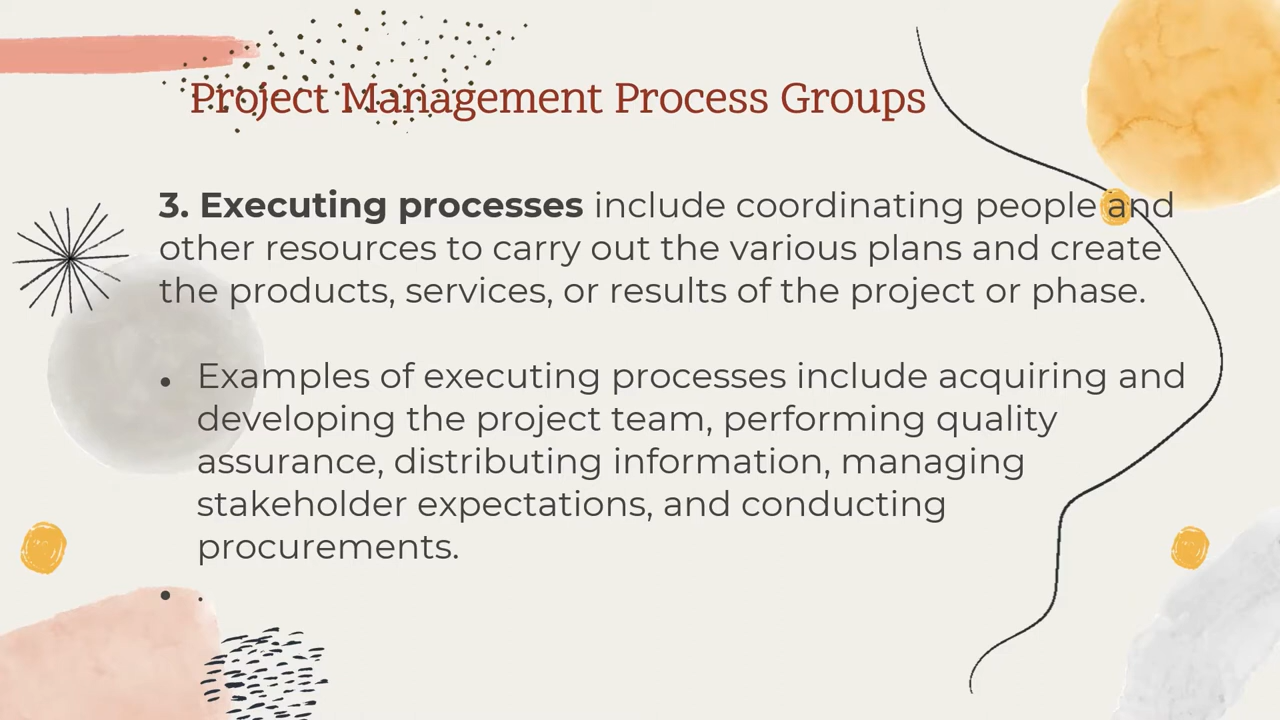 Project Management Process Groups
3. Executing processes include coordinating people and
other resources to carry out the various plans and create
the products, services, or results of the project or phase.
• Examples of executing processes include acquiring and
developing the project team, performing quality
assurance, distributing information, managing
stakeholder expectations, and conducting
procurements.
• .